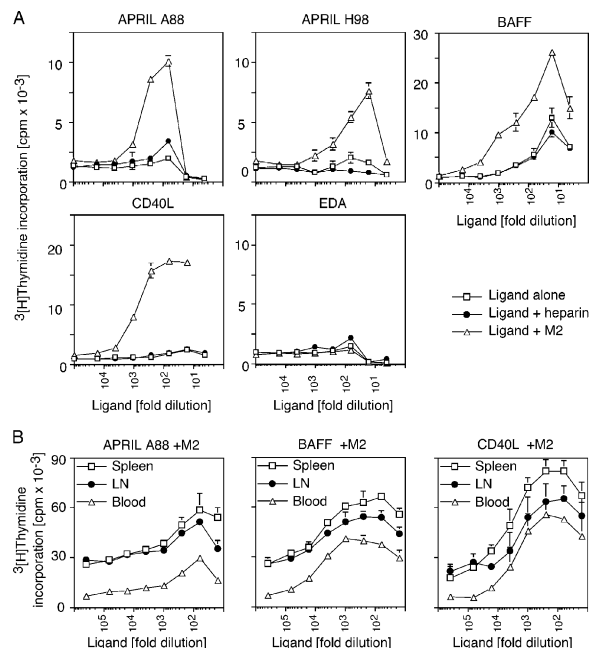 A
APRIL A88
APRIL H98
BAFF
3[H]Thymidine incorporation [cpm x 10-3]
10
5
0
10
5
0
30
20
10
0
10^4 10^3 10^2 10^1
Ligand [fold dilution]
CD40L
EDA
20
10
0
10
5
0
10^4 10^3 10^2 10^1
10^4 10^3 10^2 10^1
Ligand [fold dilution]
Ligand [fold dilution]
Ligand alone
Ligand + heparin
Ligand + M2
B
APRIL A88 +M2
BAFF +M2
CD40L +M2
3[H]Thymidine
incorporation [cpm x 10-3]
90
60
30
0
Spleen
LN
Blood
Spleen
LN
Blood
Spleen
LN
Blood
10^5 10^4 10^3 10^2
10^5 10^4 10^3 10^2
10^5 10^4 10^3 10^2
Ligand [fold dilution]
Ligand [fold dilution]
Ligand [fold dilution]